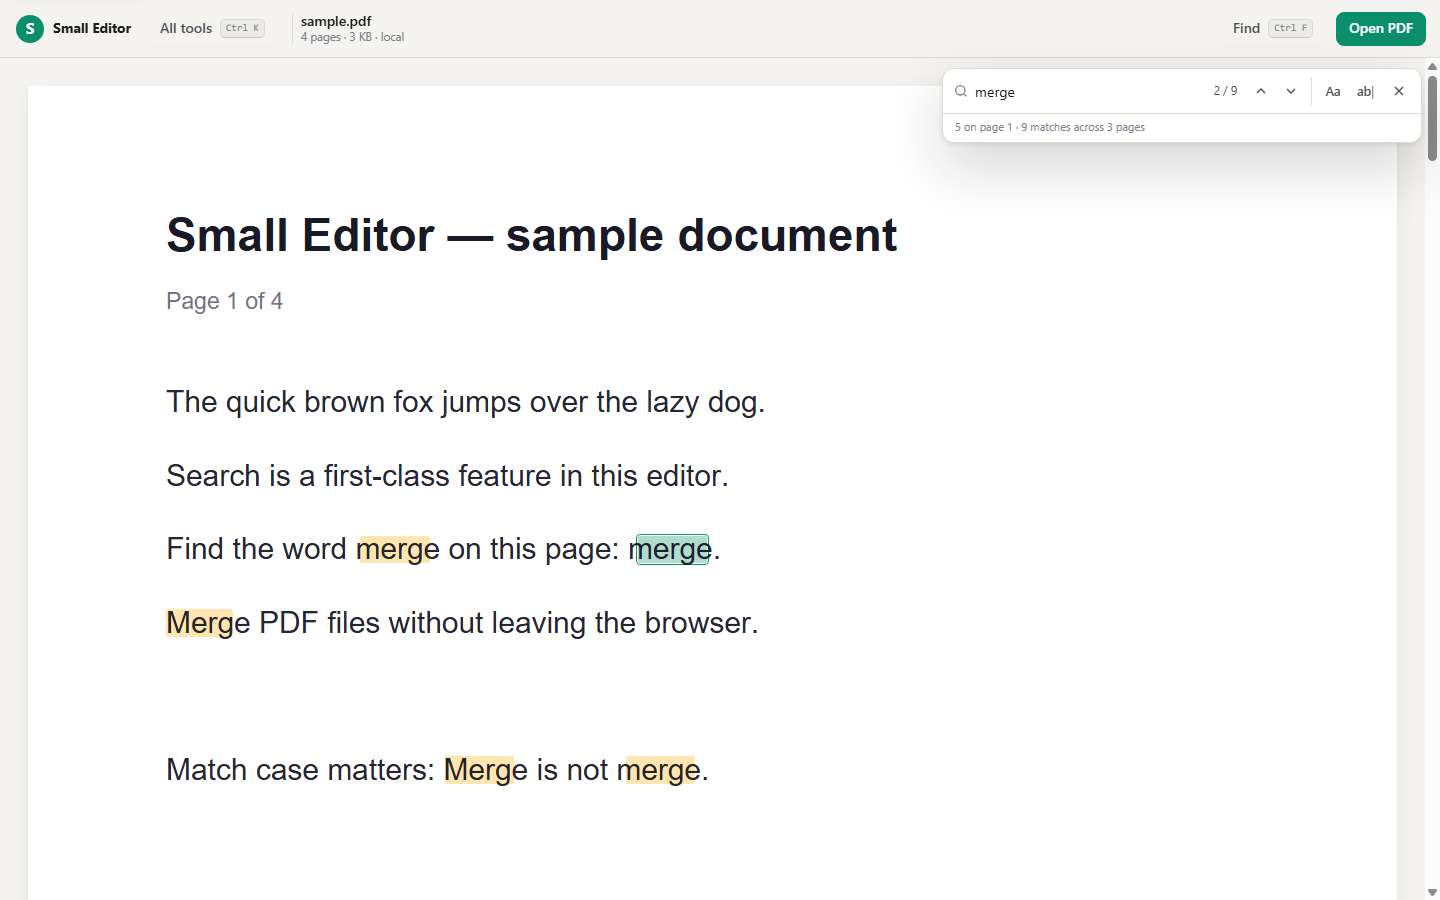 S Small Editor All tools Ctrl K sample.pdf Find Ctrl F Open PDF
4 pages · 3 KB · local
merge 2 / 9 Aa ab|
5 on page 1 · 9 matches across 3 pages
Small Editor — sample document
Page 1 of 4
The quick brown fox jumps over the lazy dog.
Search is a first-class feature in this editor.
Find the word merge on this page: merge.
Merge PDF files without leaving the browser.
Match case matters: Merge is not merge.